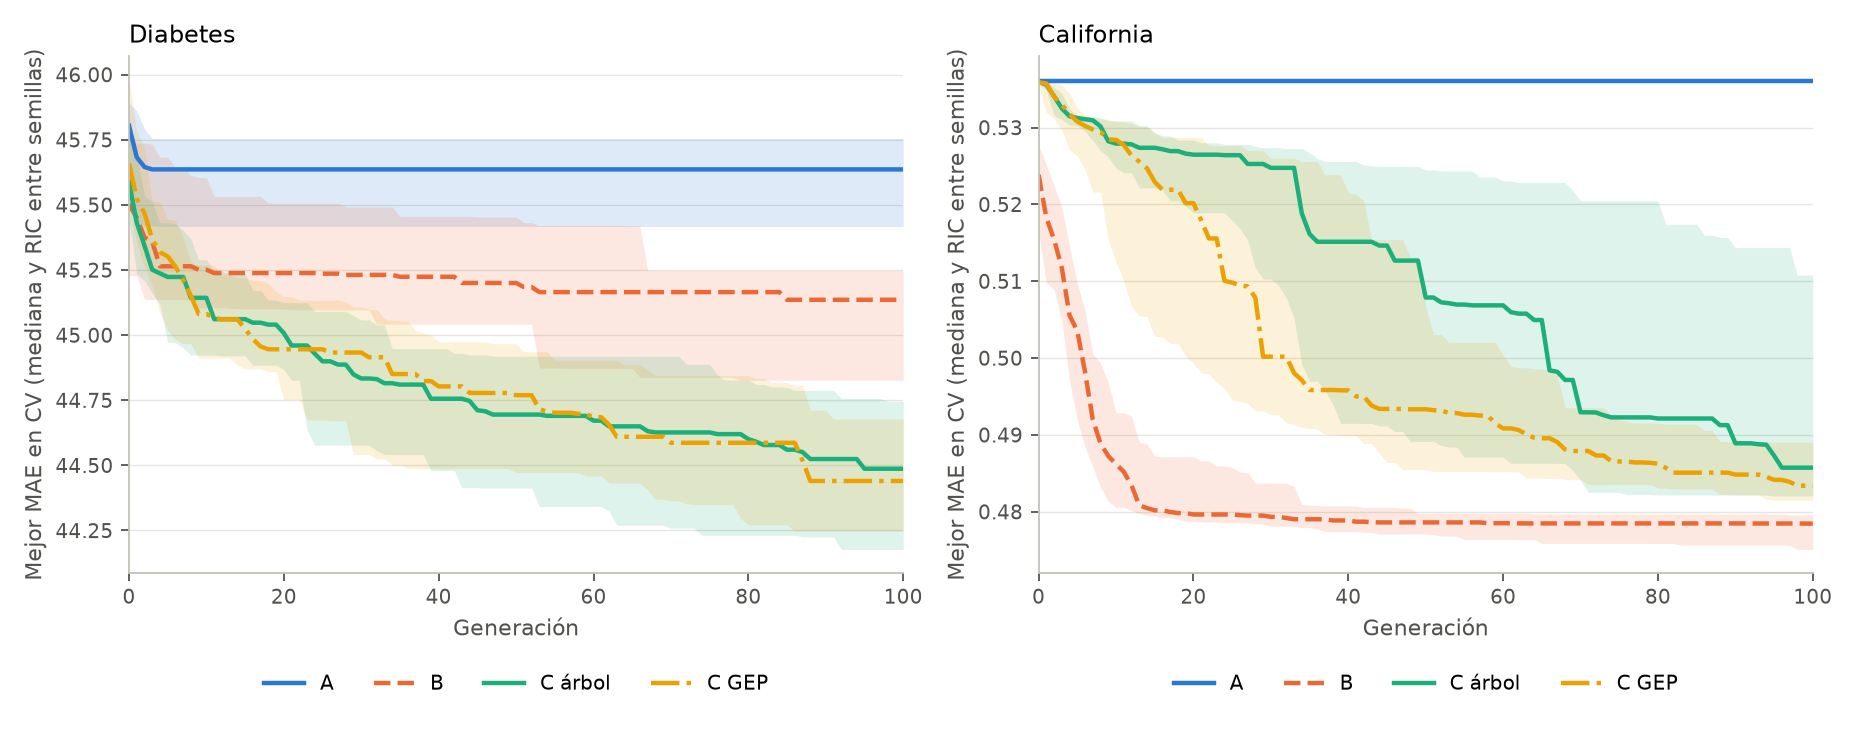 Diabetes
Mejor MAE en CV (mediana y RIC entre semillas)
46.00
45.75
45.50
45.25
45.00
44.75
44.50
44.25
0 20 40 60 80 100
Generación
A B C árbol C GEP
California
Mejor MAE en CV (mediana y RIC entre semillas)
0.53
0.52
0.51
0.50
0.49
0.48
0 20 40 60 80 100
Generación
A B C árbol C GEP